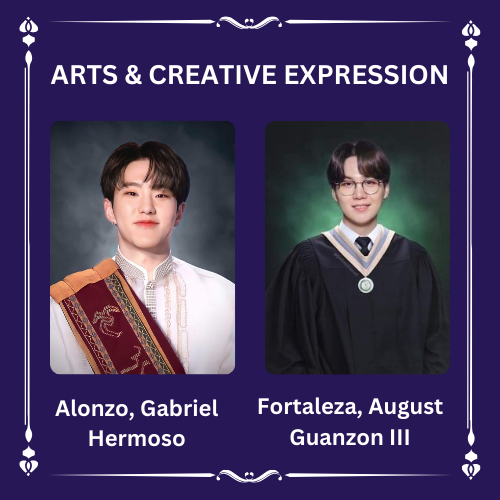 ARTS & CREATIVE EXPRESSION
Alonzo, Gabriel
Hermoso
Fortaleza, August
Guanzon III